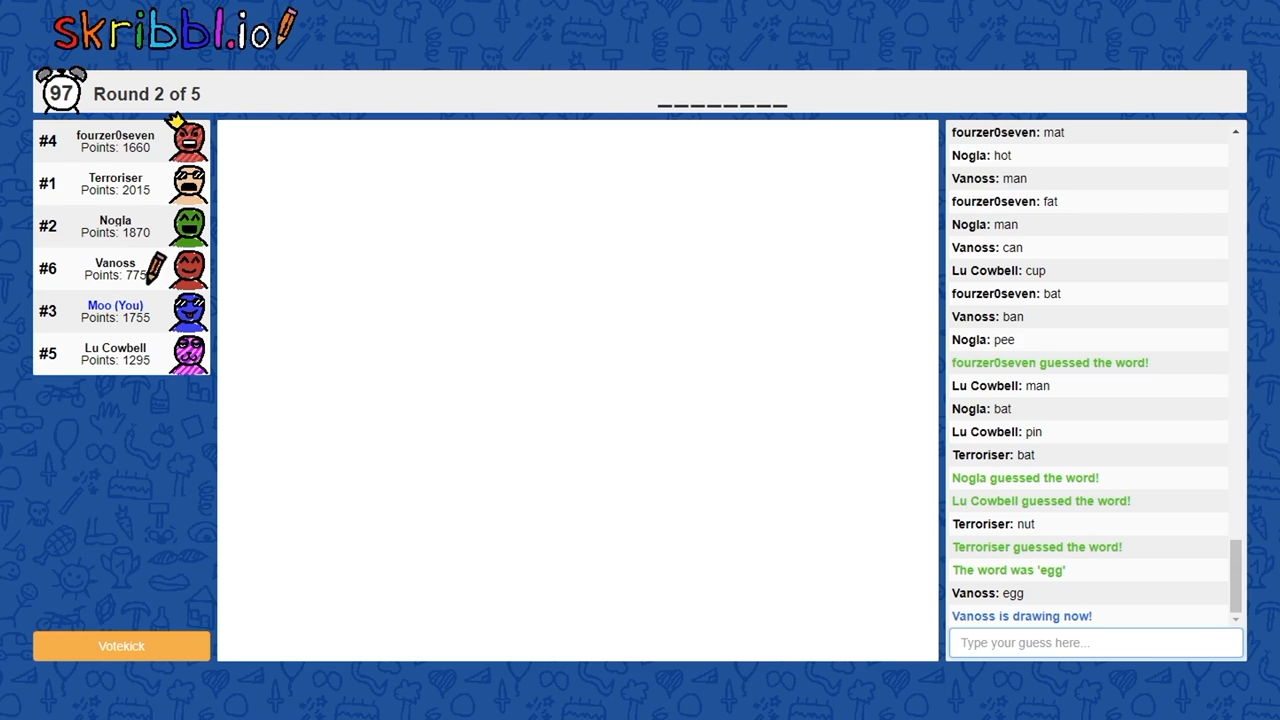 skribbl.io
97
Round 2 of 5
________
#4 fourzer0seven
Points: 1660
#1 Terroriser
Points: 2015
#2 Nogla
Points: 1870
#6 Vanoss
Points: 775
#3 Moo (You)
Points: 1755
#5 Lu Cowbell
Points: 1295
Votekick
fourzer0seven: mat
Nogla: hot
Vanoss: man
fourzer0seven: fat
Nogla: man
Vanoss: can
Lu Cowbell: cup
fourzer0seven: bat
Vanoss: ban
Nogla: pee
fourzer0seven guessed the word!
Lu Cowbell: man
Nogla: bat
Lu Cowbell: pin
Terroriser: bat
Nogla guessed the word!
Lu Cowbell guessed the word!
Terroriser: nut
Terroriser guessed the word!
The word was 'egg'
Vanoss: egg
Vanoss is drawing now!
Type your guess here...